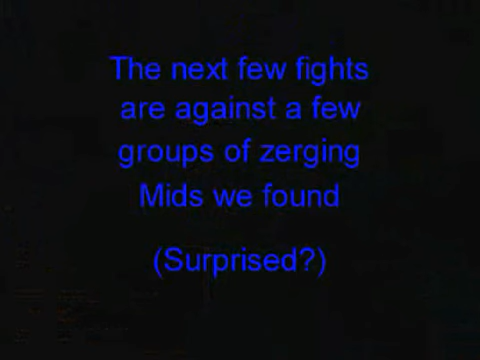 The next few fights
are against a few
groups of zerging
Mids we found
(Surprised?)